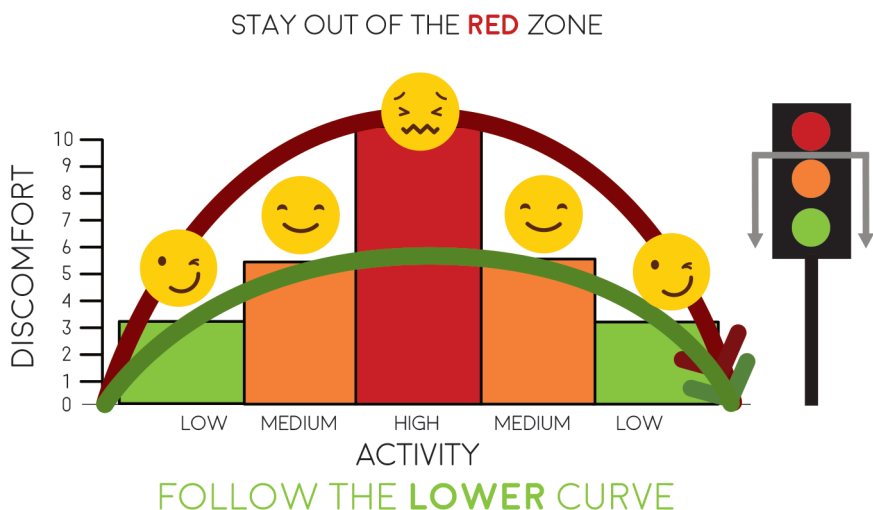 STAY OUT OF THE RED ZONE
DISCOMFORT
10
9
8
7
6
5
4
3
2
1
0
LOW MEDIUM HIGH MEDIUM LOW
ACTIVITY
FOLLOW THE LOWER CURVE